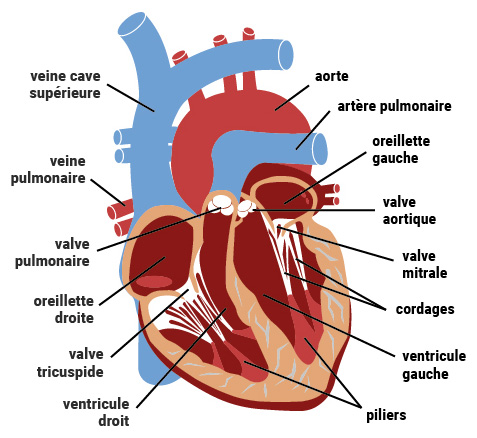 veine cave
supérieure
veine
pulmonaire
valve
pulmonaire
oreillette
droite
valve
tricuspide
ventricule
droit
aorte
artère pulmonaire
oreillette
gauche
valve
aortique
valve
mitrale
cordages
ventricule
gauche
piliers